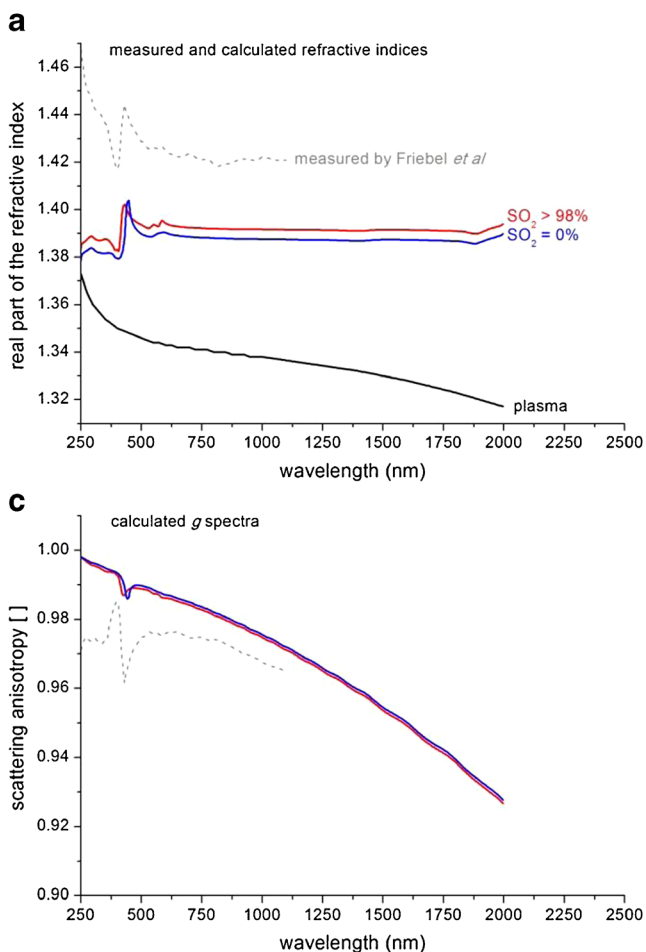 a
measured and calculated refractive indices
real part of the refractive index
1.46
1.44
1.42
1.40
1.38
1.36
1.34
1.32
measured by Friebel et al
SO2 > 98%
SO2 = 0%
plasma
250 500 750 1000 1250 1500 1750 2000 2250 2500
wavelength (nm)
c
calculated g spectra
scattering anisotropy [ ]
1.00
0.98
0.96
0.94
0.92
0.90
250 500 750 1000 1250 1500 1750 2000 2250 2500
wavelength (nm)